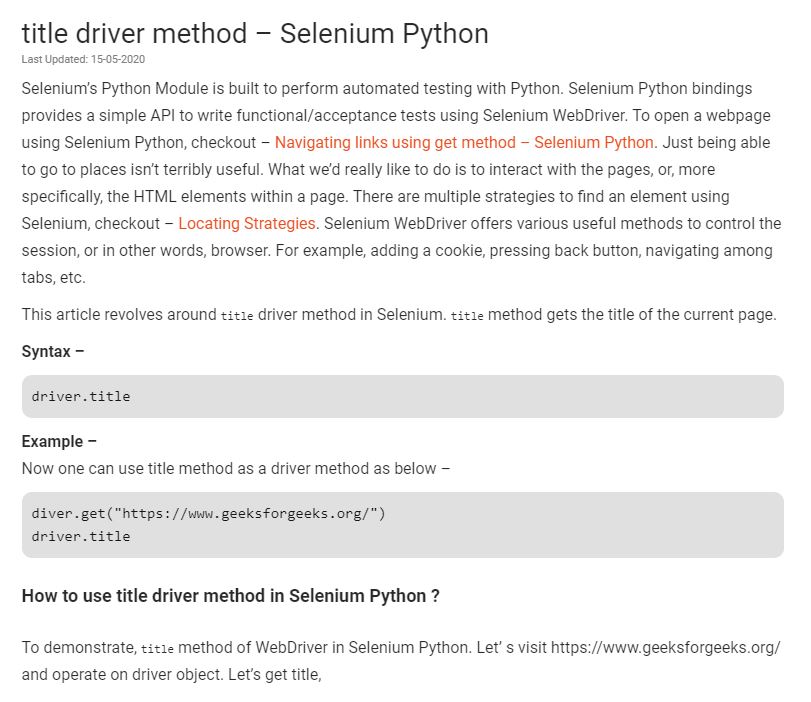 title driver method – Selenium Python
Last Updated: 15-05-2020
Selenium’s Python Module is built to perform automated testing with Python. Selenium Python bindings
provides a simple API to write functional/acceptance tests using Selenium WebDriver. To open a webpage
using Selenium Python, checkout – Navigating links using get method – Selenium Python. Just being able
to go to places isn’t terribly useful. What we’d really like to do is to interact with the pages, or, more
specifically, the HTML elements within a page. There are multiple strategies to find an element using
Selenium, checkout – Locating Strategies. Selenium WebDriver offers various useful methods to control the
session, or in other words, browser. For example, adding a cookie, pressing back button, navigating among
tabs, etc.
This article revolves around title driver method in Selenium. title method gets the title of the current page.
Syntax –
driver.title
Example –
Now one can use title method as a driver method as below –
diver.get("https://www.geeksforgeeks.org/")
driver.title
How to use title driver method in Selenium Python ?
To demonstrate, title method of WebDriver in Selenium Python. Let’ s visit https://www.geeksforgeeks.org/
and operate on driver object. Let’s get title,